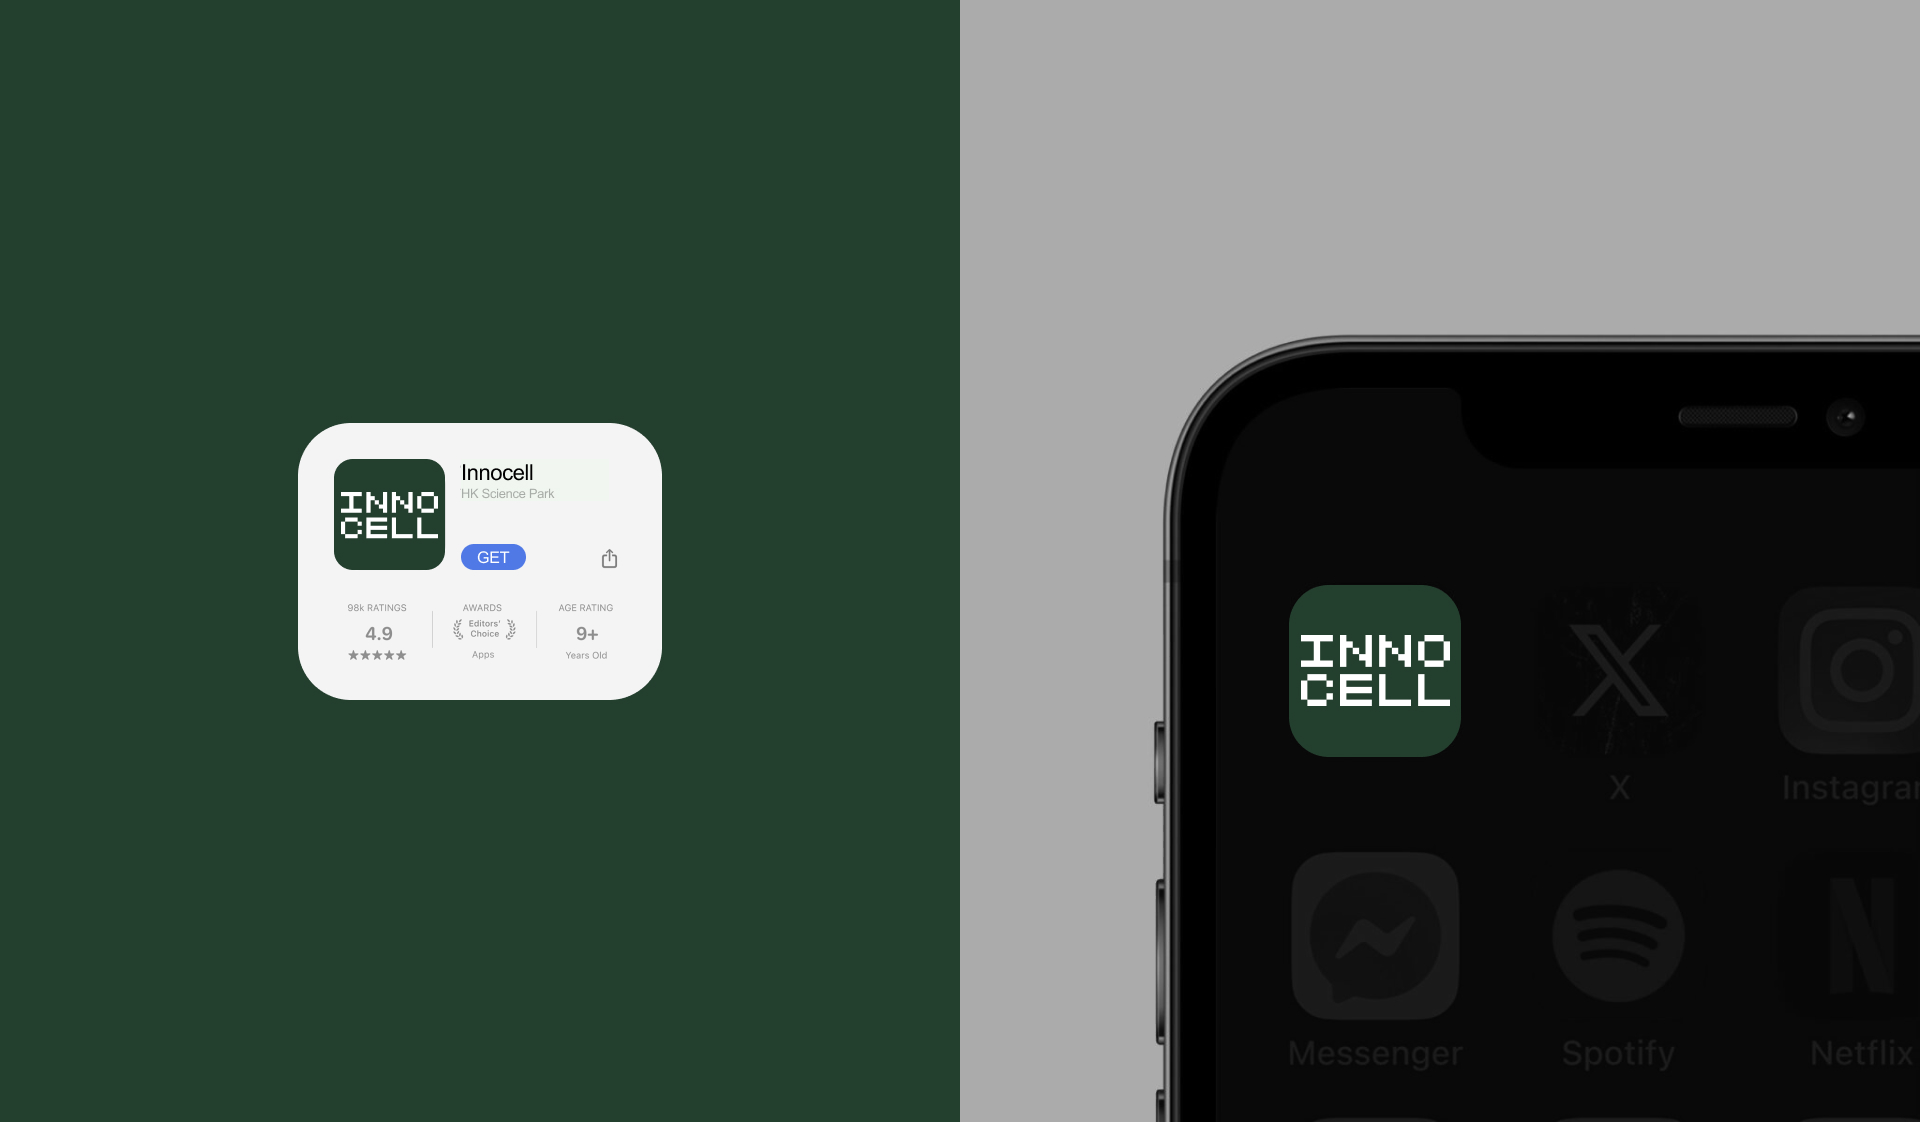 INNO
CELL
Innocell
HK Science Park
GET
98k RATINGS
4.9
AWARDS
Editors'
Choice
Apps
AGE RATING
9+
Years Old
INNO
CELL
X
Instagram
Messenger
Spotify
N
Netflix